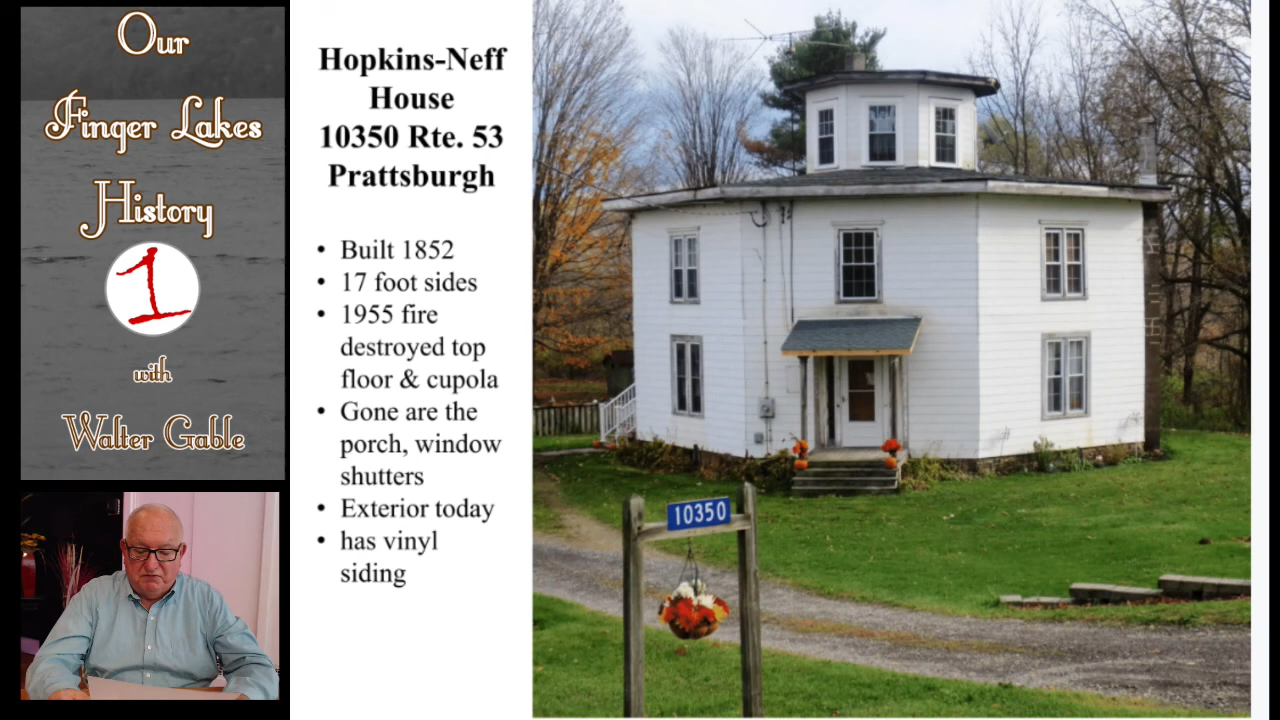 Our
Finger Lakes
History
1
with
Walter Gable
Hopkins-Neff
House
10350 Rte. 53
Prattsburgh
• Built 1852
• 17 foot sides
• 1955 fire
destroyed top
floor & cupola
• Gone are the
porch, window
shutters
• Exterior today
• has vinyl
siding
10350